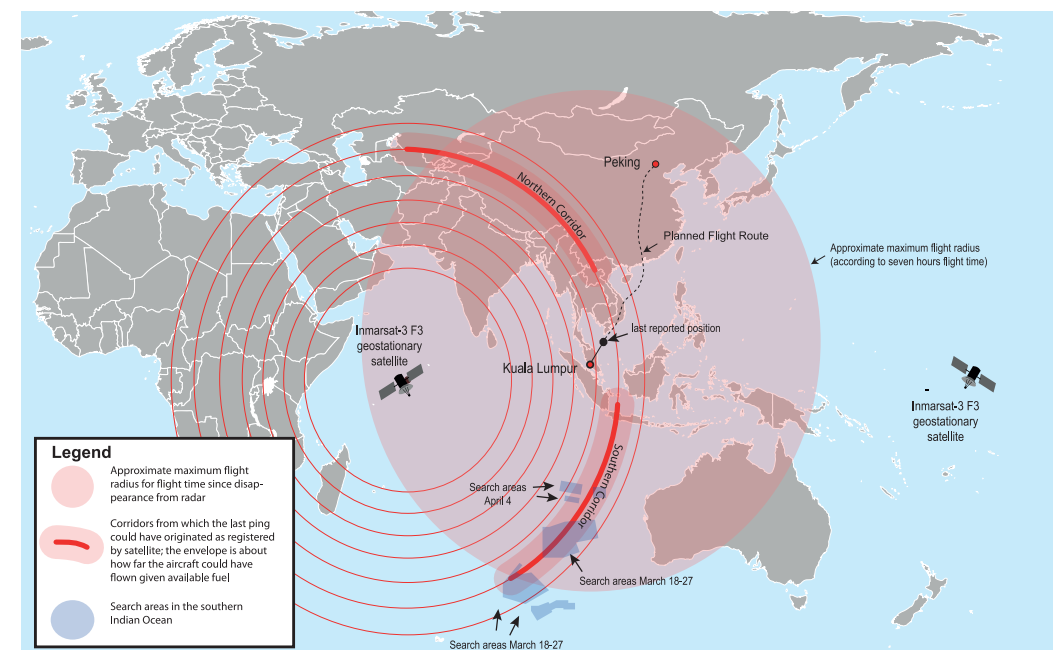 Peking
Northern Corridor
Planned Flight Route
Approximate maximum flight radius
(according to seven hours flight time)
last reported position
Inmarsat-3 F3
geostationary
satellite
Kuala Lumpur
Inmarsat-3 F3
geostationary
satellite
Southern Corridor
Search areas
April 4
Search areas March 18-27
Search areas March 18-27
Legend
Approximate maximum flight
radius for flight time since disap-
pearance from radar
Corridors from which the last ping
could have originated as registered
by satellite; the envelope is about
how far the aircraft could have
flown given available fuel
Search areas in the southern
Indian Ocean